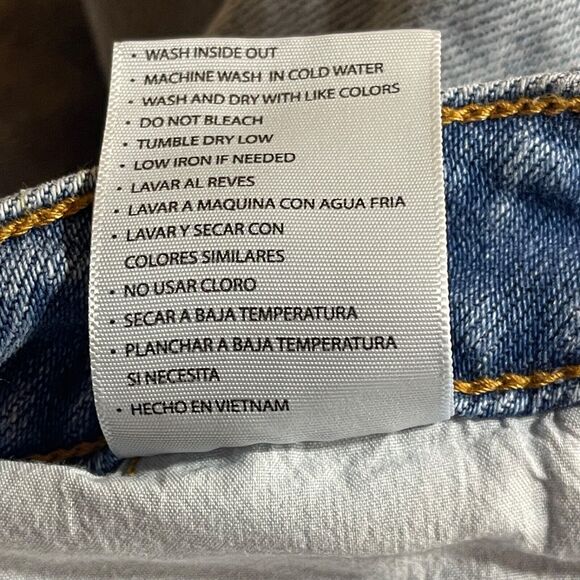 • WASH INSIDE OUT
• MACHINE WASH IN COLD WATER
• WASH AND DRY WITH LIKE COLORS
• DO NOT BLEACH
• TUMBLE DRY LOW
• LOW IRON IF NEEDED
• LAVAR AL REVES
• LAVAR A MAQUINA CON AGUA FRIA
• LAVAR Y SECAR CON
COLORES SIMILARES
• NO USAR CLORO
• SECAR A BAJA TEMPERATURA
• PLANCHAR A BAJA TEMPERATURA
SI NECESITA
• HECHO EN VIETNAM